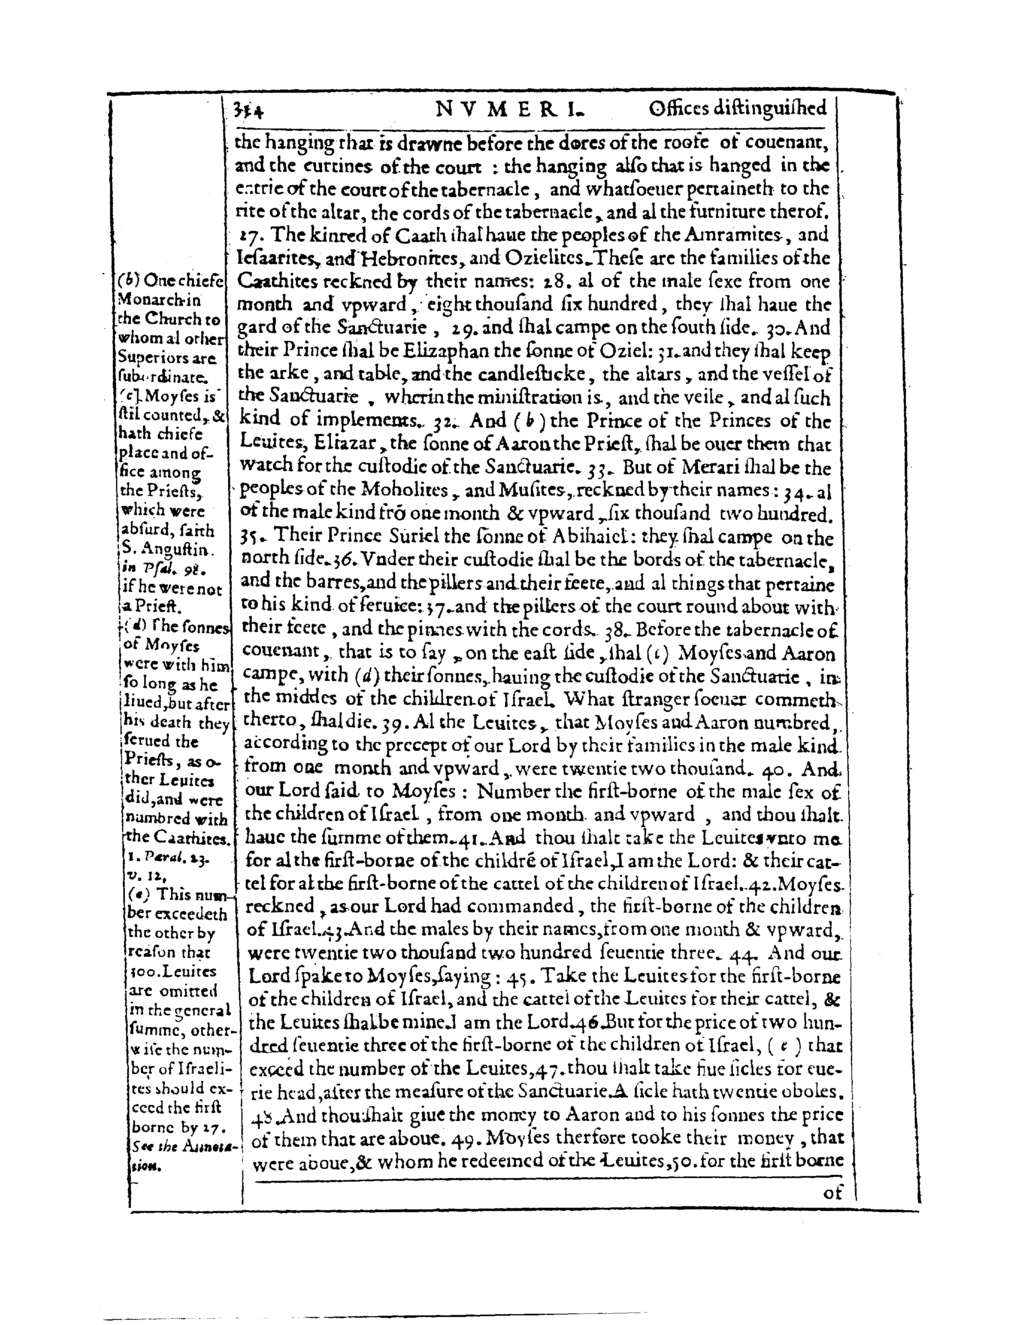 334 NVMERI. Offices diſtinguiſhed
the hanging that is drawne before the dores of the roofe of couenant,
and the curtines of the court : the hanging alſo that is hanged in the
entrie of the court of the tabernacle, and whatſoeuer pertaineth to the
rite of the altar, the cords of the tabernacle, and al the furniture therof.
27. The kinred of Caath ſhal haue the peoples of the Amramites, and
Ieſaarites, and Hebronites, and Ozielites. Theſe are the families of the
Caathites reckned by their names: 28. al of the male ſexe from one
month and vpward, eight thouſand ſix hundred, they ſhal haue the
gard of the Sanctuarie, 29. and ſhal campe on the ſouth ſide. 30. And
their Prince ſhal be Elizaphan the ſonne of Oziel: 31. and they ſhal keep
the arke, and table, and the candleſticke, the altars, and the veſſel of
the Sanctuarie, wherin the miniſtration is, and the veile, and al ſuch
kind of implements. 32. And (b) the Prince of the Princes of the
Leuites, Eliazar, the ſonne of Aaron the Prieſt, ſhal be ouer them that
watch for the cuſtodie of the Sanctuarie. 33. But of Merari ſhal be the
peoples of the Moholites, and Muſites, reckned by their names: 34. al
of the male kind frõ one month & vpward, ſix thouſand two hundred.
35. Their Prince Suriel the ſonne of Abihaiel: they ſhal campe on the
north ſide. 36. Vnder their cuſtodie ſhal be the bords of the tabernacle,
and the barres, and the pillers and their feete, and al things that pertaine
to his kind of ſeruice: 37. and the pillers of the court round about with
their feete, and the pinnes with the cords. 38. Before the tabernacle of
couenant, that is to ſay, on the eaſt ſide, ſhal (c) Moyſes and Aaron
campe, with (d) their ſonnes, hauing the cuſtodie of the Sanctuarie, in
the middes of the children of Iſrael. What ſtranger ſoeuer commeth
therto, ſhal die. 39. Al the Leuites, that Moyſes and Aaron numbred,
according to the precept of our Lord by their families in the male kind
from one month and vpward, were twentie two thouſand. 40. And
our Lord ſaid to Moyſes : Number the firſt-borne of the male ſex of
the children of Iſrael, from one month and vpward, and thou ſhalt
haue the ſumme of them. 41. And thou ſhalt take the Leuites vnto me
for al the firſt-borne of the childrẽ of Iſrael, I am the Lord: & their cat-
tel for al the firſt-borne of the cattel of the children of Iſrael. 42. Moyſes
reckned, as our Lord had commanded, the firſt-borne of the children
of Iſrael. 43. And the males by their names, from one month & vpward,
were twentie two thouſand two hundred ſeuentie three. 44. And our
Lord ſpake to Moyſes, ſaying : 45. Take the Leuites for the firſt-borne
of the children of Iſrael, and the cattel of the Leuites for their cattel, &
the Leuites ſhal be mine. I am the Lord. 46. But for the price of two hun-
dred ſeuentie three of the firſt-borne of the children of Iſrael, (e) that
exceed the number of the Leuites, 47. thou ſhalt take fiue ſicles for eue-
rie head, after the meaſure of the Sanctuarie. A ſicle hath twentie oboles.
48. And thou ſhalt giue the money to Aaron and to his ſonnes the price
of them that are aboue. 49. Moyſes therfore tooke their money, that
were aboue, & whom he redeemed of the Leuites, 50. for the firſt borne
of
(b) One chiefe
Monarch in
the Church to
whom al other
Superiors are
ſubordinate.
(c) Moyſes is
ſtil counted, &
hath chiefe
place and of-
fice among
the Prieſts,
which were
abſurd, ſaith
S. Auguſtin.
in Pſal. 98.
if he were not
a Prieſt.
(d) The ſonnes
of Moyſes
were with him
ſo long as he
liued, but after
his death they
ſerued the
Prieſts, as o-
ther Leuites
did, and were
numbred with
the Caathites.
1. Paral. 23.
v. 12.
(e) This num-
ber exceedeth
the other by
reaſon that
300. Leuites
are omitted
in the general
ſumme, other-
wiſe the num-
ber of Iſraeli-
tes should ex-
ceed the firſt
borne by 27.
See the Annota-
tion.